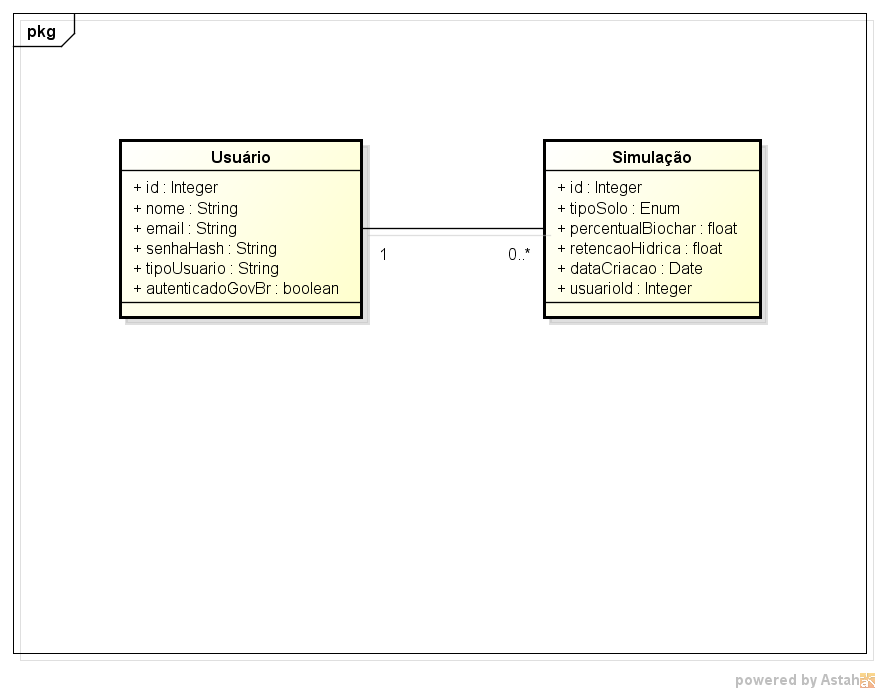 pkg
Usuário
+ id : Integer
+ nome : String
+ email : String
+ senhaHash : String
+ tipoUsuario : String
+ autenticadoGovBr : boolean
1
0..*
Simulação
+ id : Integer
+ tipoSolo : Enum
+ percentualBiochar : float
+ retencaoHidrica : float
+ dataCriacao : Date
+ usuarioId : Integer
powered by Astah